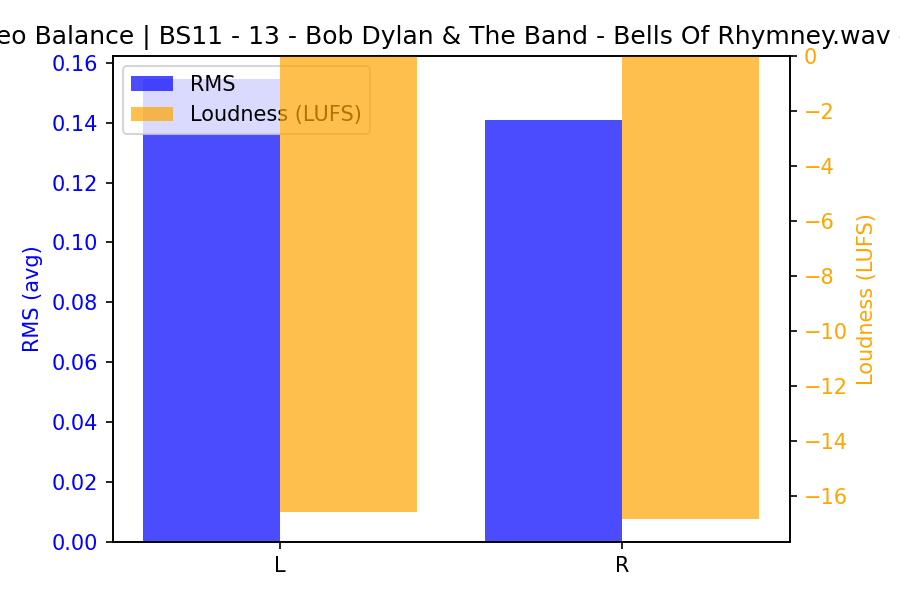 eo Balance | BS11 - 13 - Bob Dylan & The Band - Bells Of Rhymney.wav
RMS
Loudness (LUFS)
0.16
0.14
0.12
0.10
0.08
0.06
0.04
0.02
0.00
RMS (avg)
0
−2
−4
−6
−8
−10
−12
−14
−16
Loudness (LUFS)
L
R